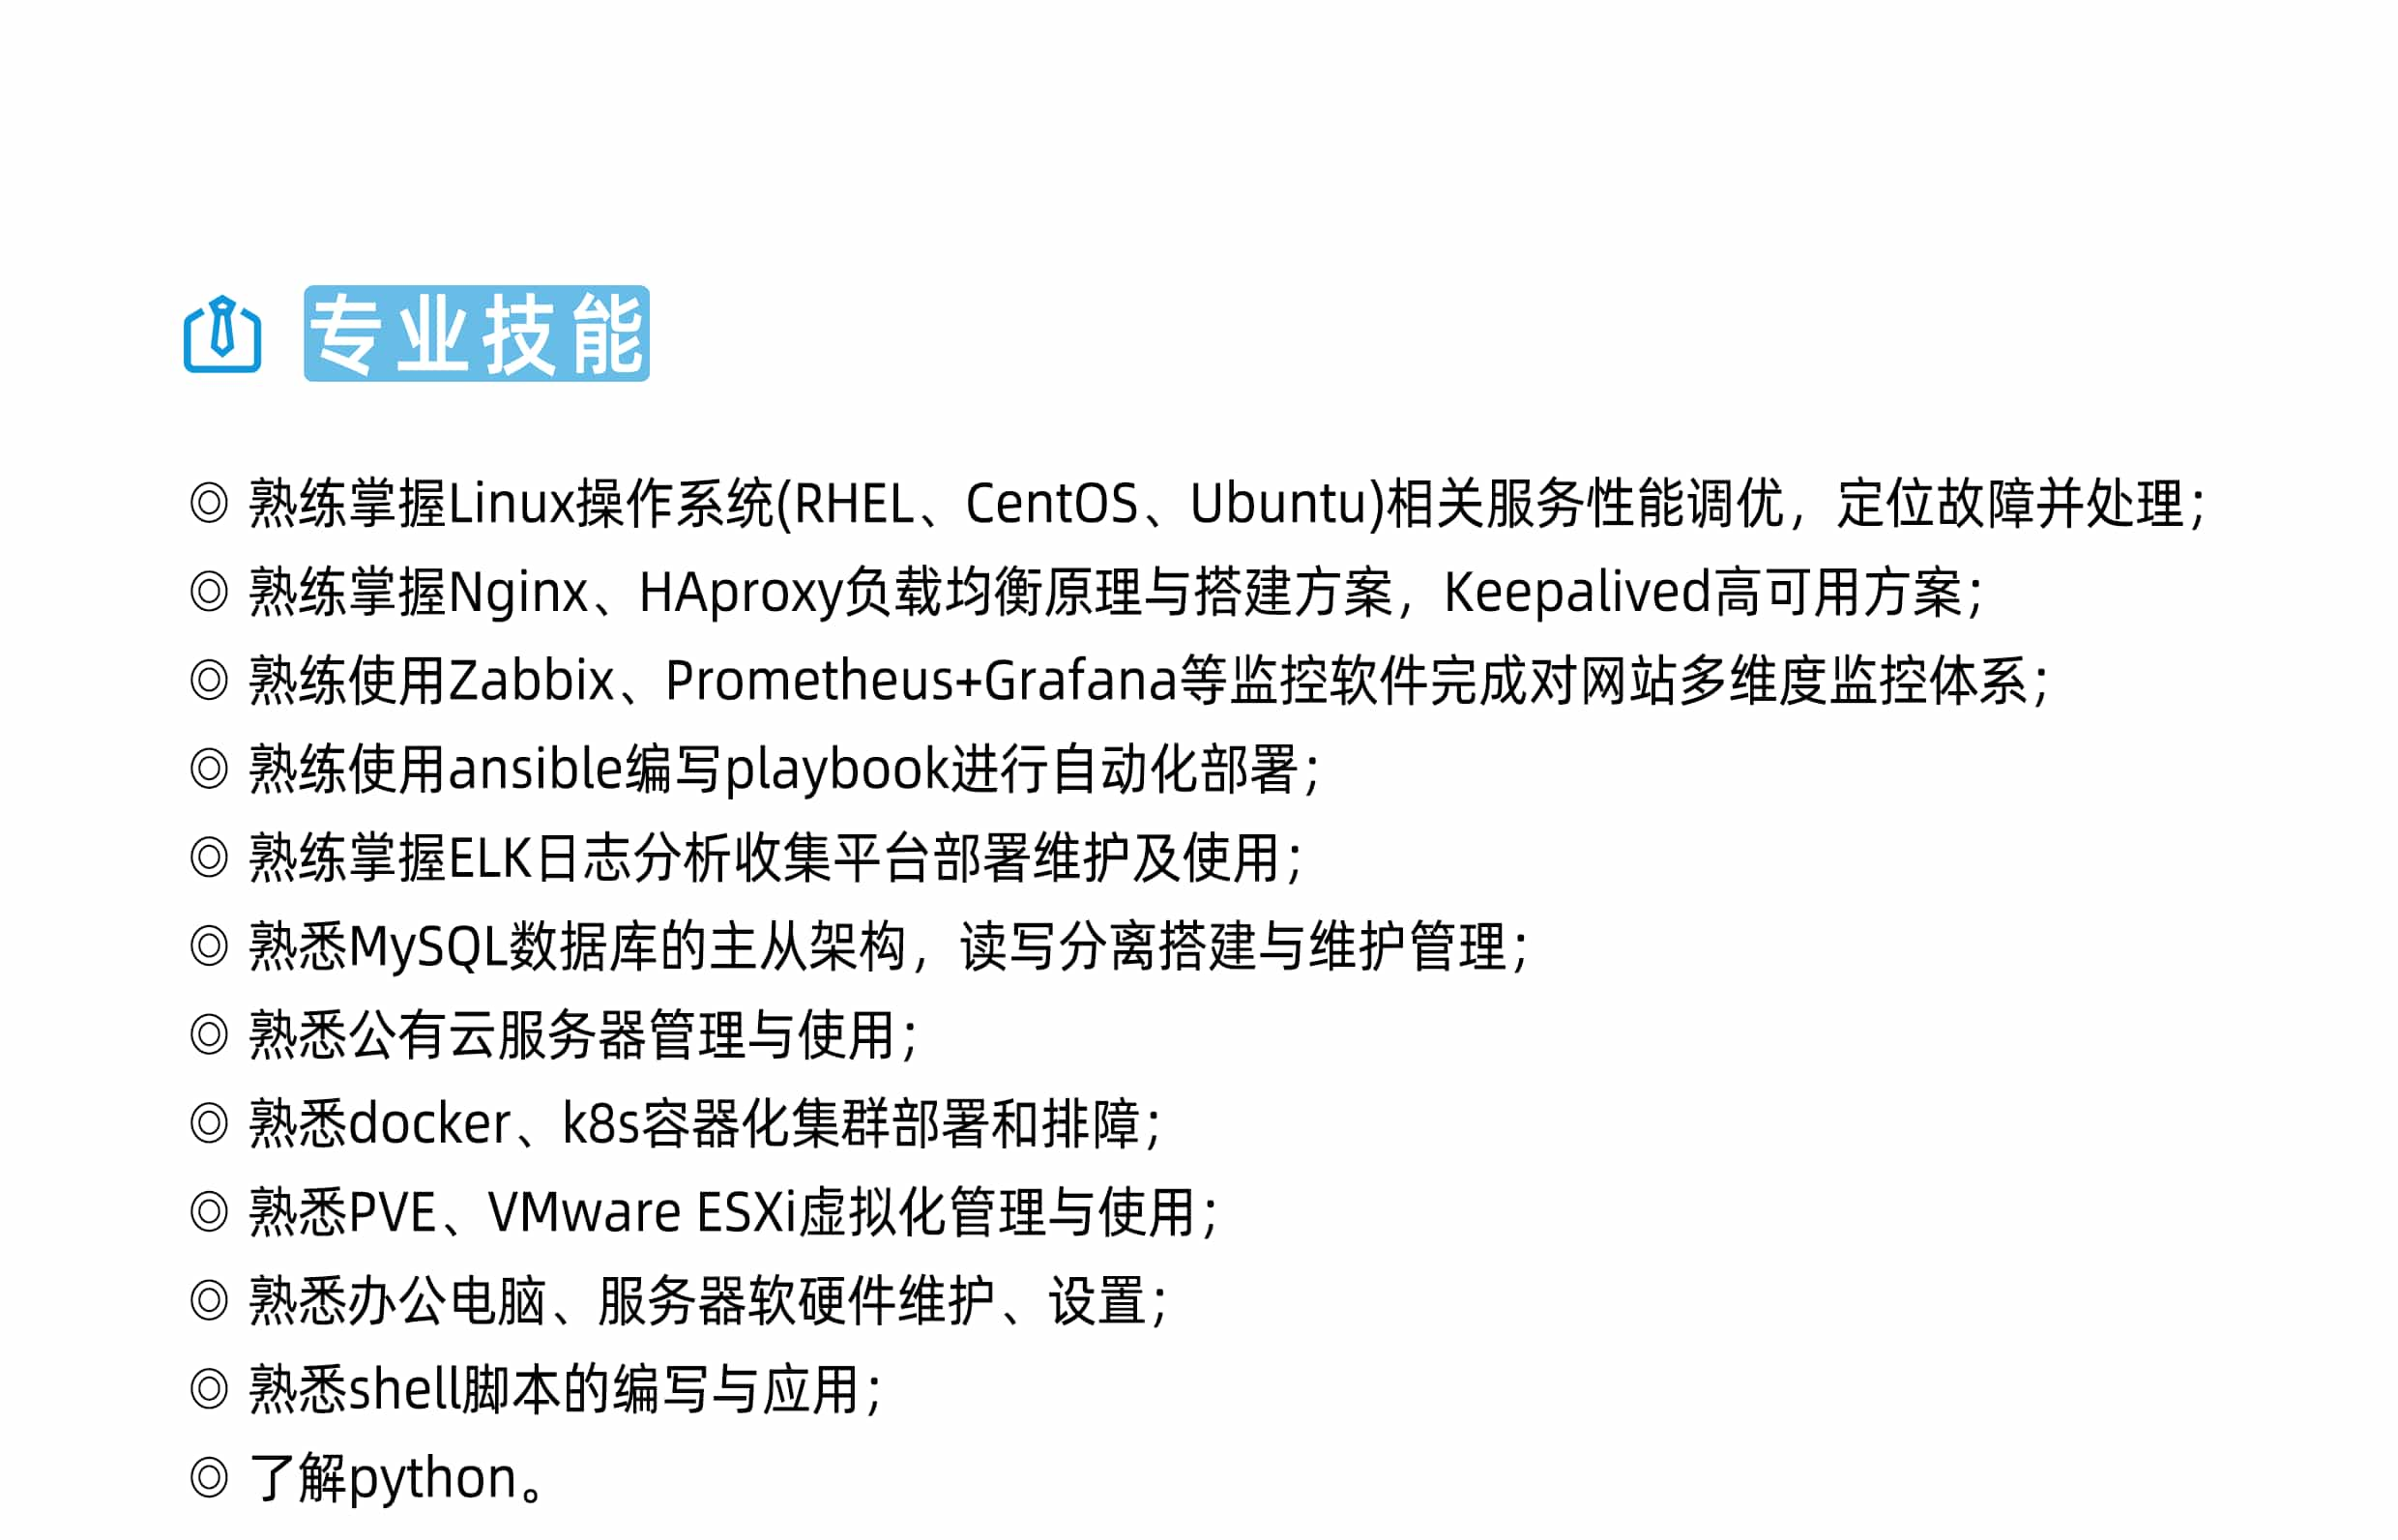 专业技能
◎ 熟练掌握Linux操作系统(RHEL、CentOS、Ubuntu)相关服务性能调优，定位故障并处理；
◎ 熟练掌握Nginx、HAproxy负载均衡原理与搭建方案，Keepalived高可用方案；
◎ 熟练使用Zabbix、Prometheus+Grafana等监控软件完成对网站多维度监控体系；
◎ 熟练使用ansible编写playbook进行自动化部署；
◎ 熟练掌握ELK日志分析收集平台部署维护及使用；
◎ 熟悉MySQL数据库的主从架构，读写分离搭建与维护管理；
◎ 熟悉公有云服务器管理与使用；
◎ 熟悉docker、k8s容器化集群部署和排障；
◎ 熟悉PVE、VMware ESXi虚拟化管理与使用；
◎ 熟悉办公电脑、服务器软硬件维护、设置；
◎ 熟悉shell脚本的编写与应用；
◎ 了解python。